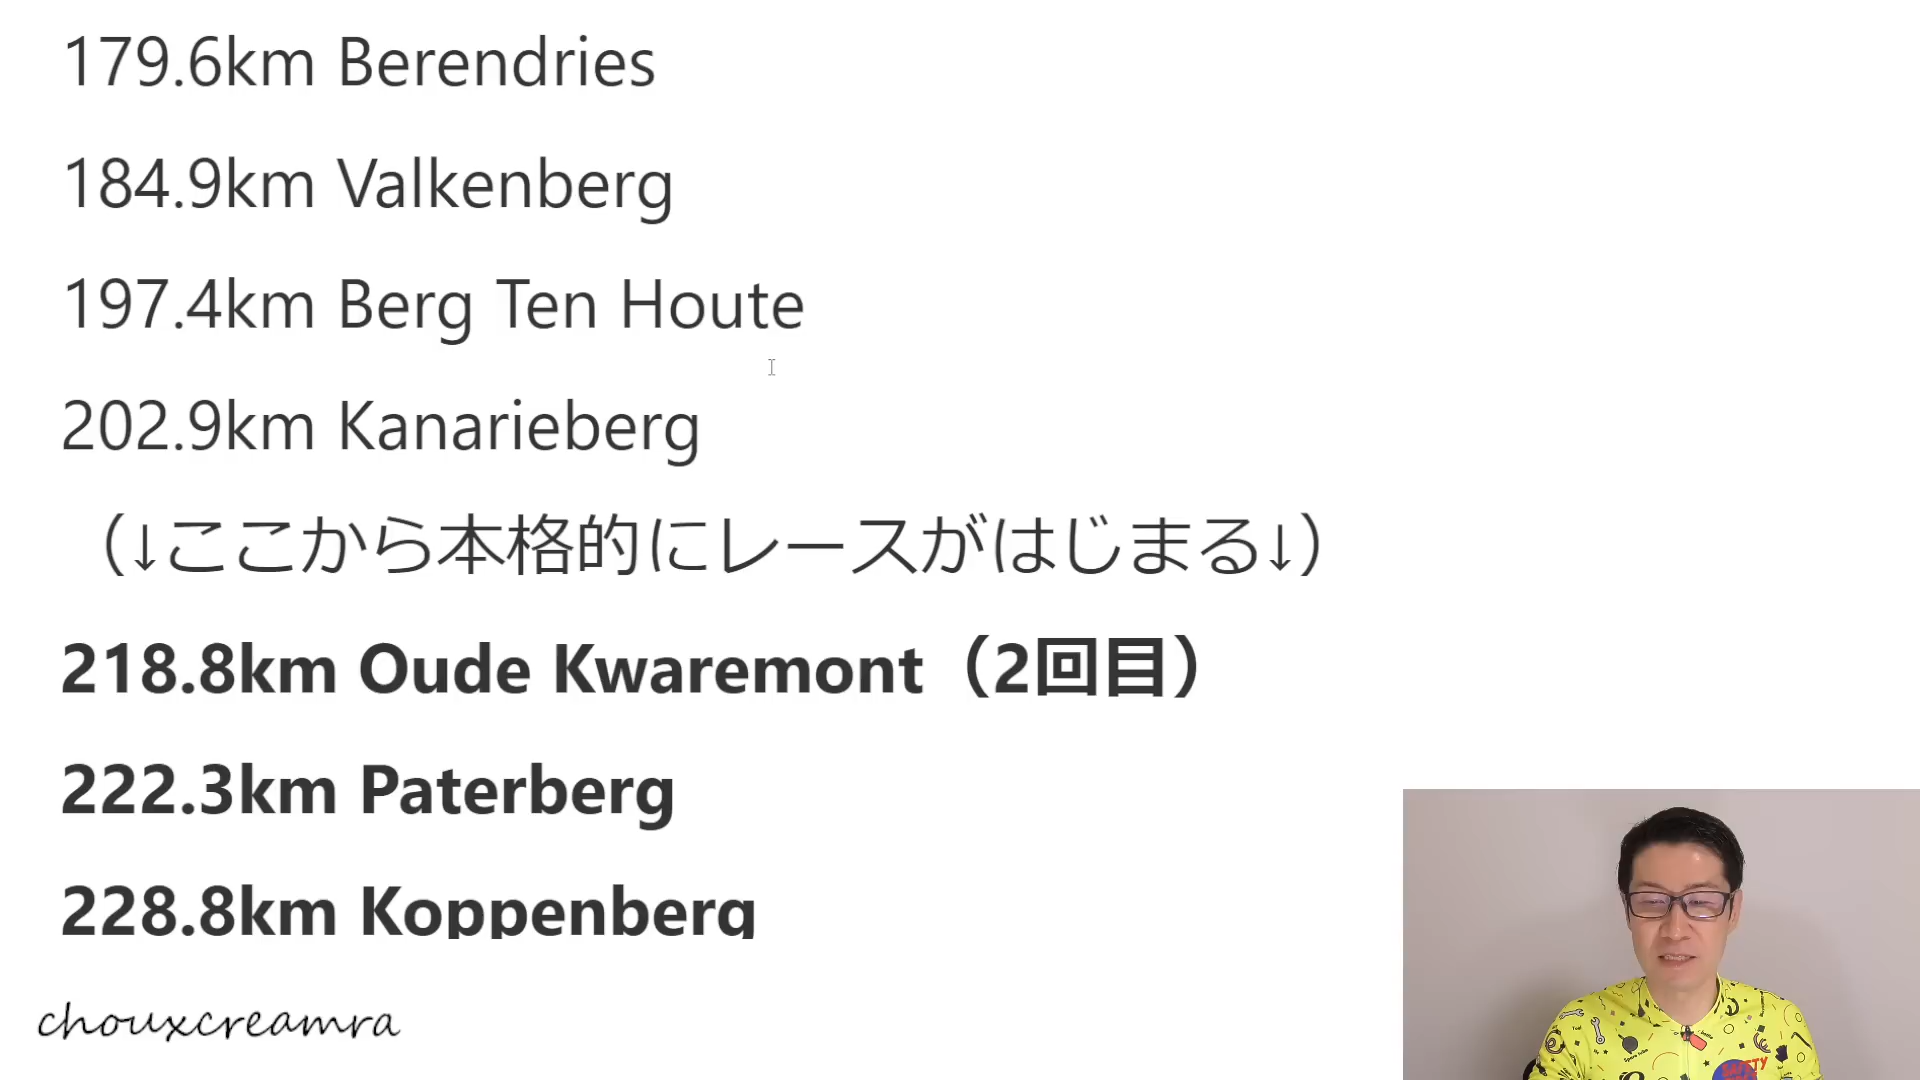 179.6km Berendries
184.9km Valkenberg
197.4km Berg Ten Houte
202.9km Kanarieberg
（↓ここから本格的にレースがはじまる↓）
218.8km Oude Kwaremont（2回目）
222.3km Paterberg
228.8km Koppenberg
chouxcreamra
SAFETY